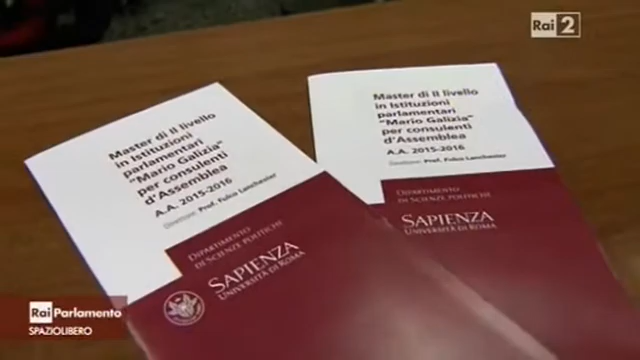 Rai 2
Master di II livello
in Istituzioni
parlamentari
"Mario Galizia"
per consulenti
d'Assemblea
A.A. 2015-2016
Direttore: Prof. Fulco Lanchester
DIPARTIMENTO
DI SCIENZE POLITICHE
SAPIENZA
UNIVERSITÀ DI ROMA
Master di II livello
in Istituzioni
parlamentari
"Mario Galizia"
per consulenti
d'Assemblea
A.A. 2015-2016
Direttore: Prof. Fulco Lanchester
DIPARTIMENTO
DI SCIENZE POLITICHE
SAPIENZA
UNIVERSITÀ DI ROMA
Rai Parlamento
SPAZIOLIBERO